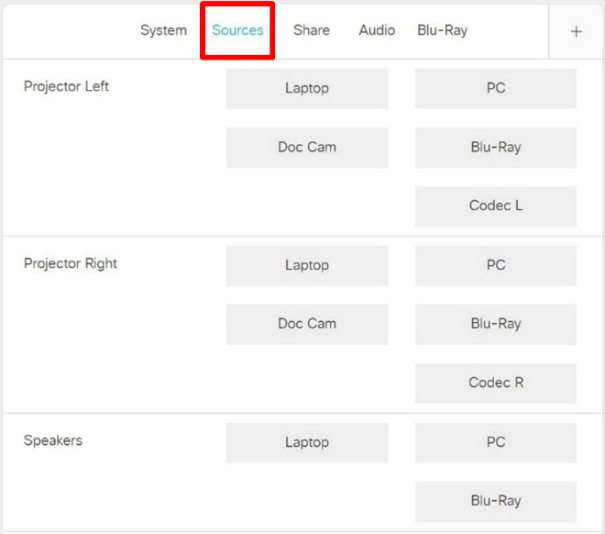 System Sources Share Audio Blu-Ray +
Projector Left Laptop PC
Doc Cam Blu-Ray
Codec L
Projector Right Laptop PC
Doc Cam Blu-Ray
Codec R
Speakers Laptop PC
Blu-Ray